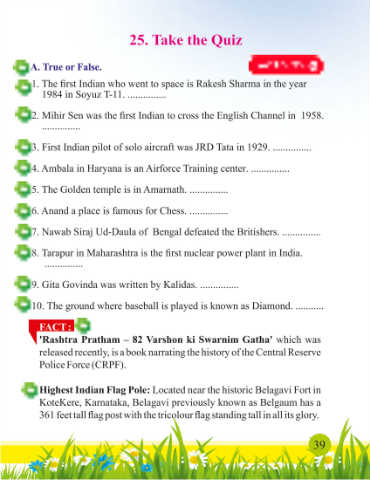 25. Take the Quiz
A. True or False.
1. The first Indian who went to space is Rakesh Sharma in the year
1984 in Soyuz T-11. ...............
2. Mihir Sen was the first Indian to cross the English Channel in 1958.
...............
3. First Indian pilot of solo aircraft was JRD Tata in 1929. ...............
4. Ambala in Haryana is an Airforce Training center. ...............
5. The Golden temple is in Amarnath. ...............
6. Anand a place is famous for Chess. ...............
7. Nawab Siraj Ud-Daula of Bengal defeated the Britishers. ...............
8. Tarapur in Maharashtra is the first nuclear power plant in India.
...............
9. Gita Govinda was written by Kalidas. ...............
10. The ground where baseball is played is known as Diamond. ...........
FACT:
'Rashtra Pratham – 82 Varshon ki Swarnim Gatha' which was
released recently, is a book narrating the history of the Central Reserve
Police Force (CRPF).
Highest Indian Flag Pole: Located near the historic Belagavi Fort in
KoteKere, Karnataka, Belagavi previously known as Belgaum has a
361 feet tall flag post with the tricolour flag standing tall in all its glory.
39